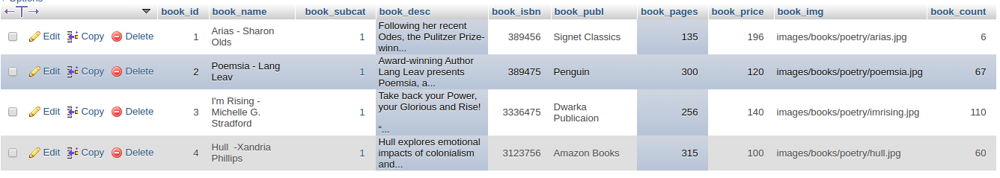 Options
book_id book_name book_subcat book_desc book_isbn book_publ book_pages book_price book_img book_count
Edit Copy Delete 1 Arias - Sharon Olds 1 Following her recent Odes, the Pulitzer Prize-winn... 389456 Signet Classics 135 196 images/books/poetry/arias.jpg 6
Edit Copy Delete 2 Poemsia - Lang Leav 1 Award-winning Author Lang Leav presents Poemsia, a... 389475 Penguin 300 120 images/books/poetry/poemsia.jpg 67
Edit Copy Delete 3 I'm Rising - Michelle G. Stradford 1 Take back your Power, your Glorious and Rise! “... 3336475 Dwarka Publicaion 256 140 images/books/poetry/imrising.jpg 110
Edit Copy Delete 4 Hull -Xandria Phillips 1 Hull explores emotional impacts of colonialism and... 3123756 Amazon Books 315 100 images/books/poetry/hull.jpg 60